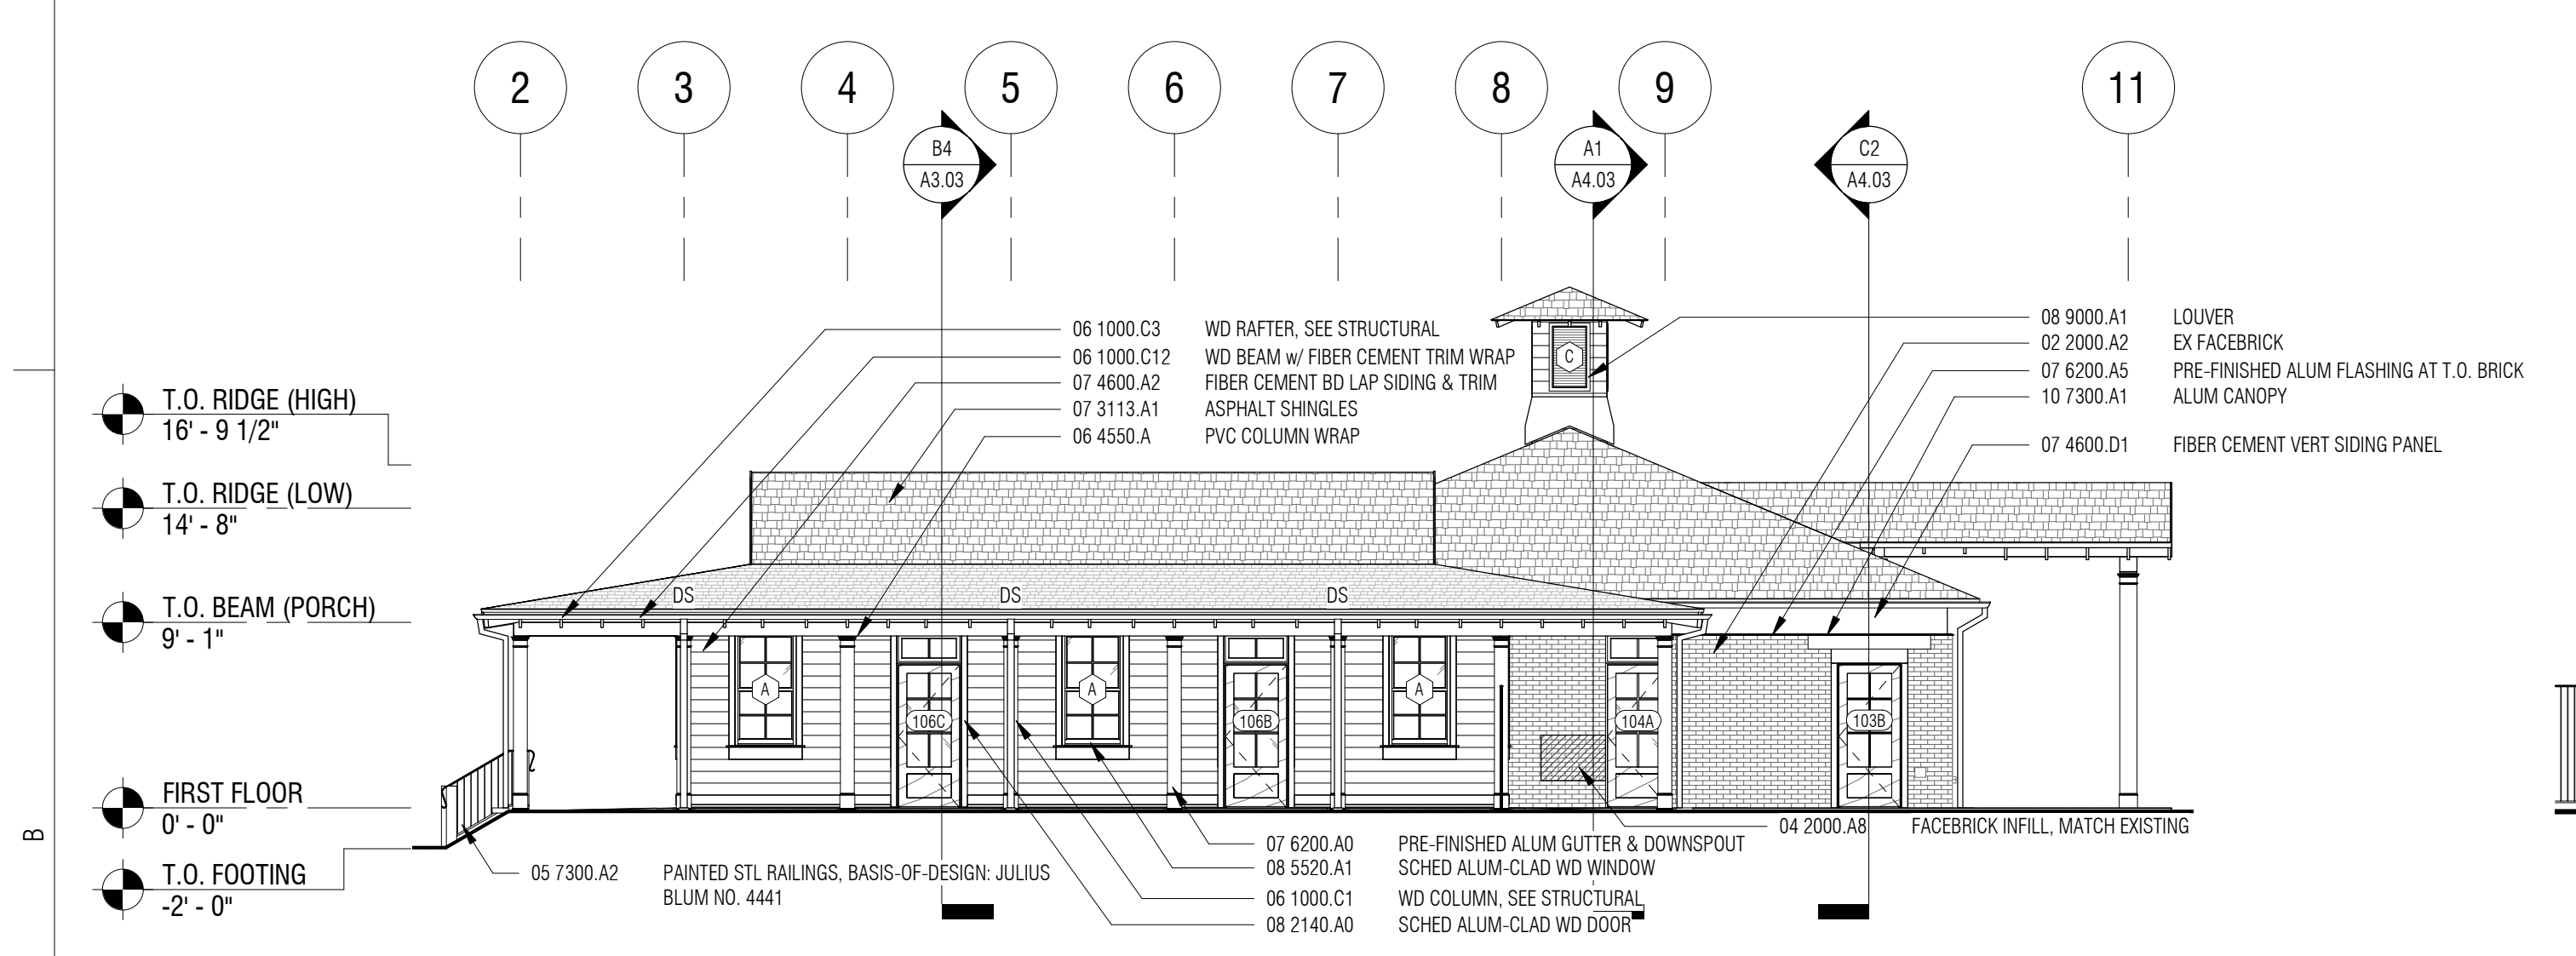 2 3 4 5 6 7 8 9 11
B4
A3.03
A1
A4.03
C2
A4.03
06 1000.C3 WD RAFTER, SEE STRUCTURAL
06 1000.C12 WD BEAM w/ FIBER CEMENT TRIM WRAP
07 4600.A2 FIBER CEMENT BD LAP SIDING & TRIM
07 3113.A1 ASPHALT SHINGLES
06 4550.A PVC COLUMN WRAP
C
08 9000.A1 LOUVER
02 2000.A2 EX FACEBRICK
07 6200.A5 PRE-FINISHED ALUM FLASHING AT T.O. BRICK
10 7300.A1 ALUM CANOPY
07 4600.D1 FIBER CEMENT VERT SIDING PANEL
T.O. RIDGE (HIGH)
16' - 9 1/2"
T.O. RIDGE (LOW)
14' - 8"
T.O. BEAM (PORCH)
9' - 1"
FIRST FLOOR
0' - 0"
T.O. FOOTING
-2' - 0"
DS DS DS
A A A
106C 106B 104A 103B
B
05 7300.A2 PAINTED STL RAILINGS, BASIS-OF-DESIGN: JULIUS
BLUM NO. 4441
04 2000.A8 FACEBRICK INFILL, MATCH EXISTING
07 6200.A0 PRE-FINISHED ALUM GUTTER & DOWNSPOUT
08 5520.A1 SCHED ALUM-CLAD WD WINDOW
06 1000.C1 WD COLUMN, SEE STRUCTURAL
08 2140.A0 SCHED ALUM-CLAD WD DOOR